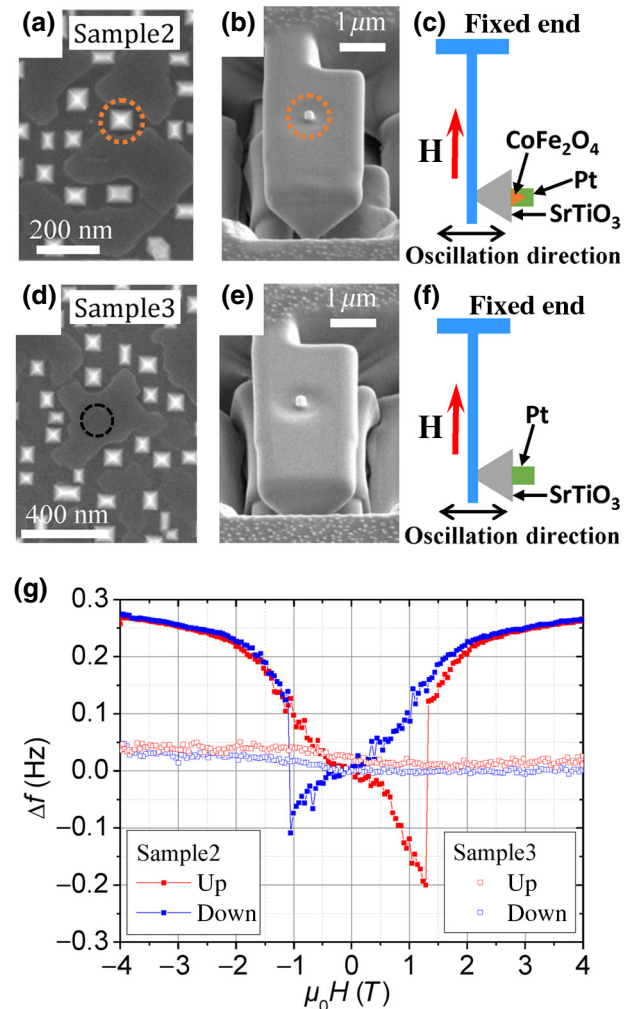 (a) Sample2
200 nm
(b) 1 μm
(c) Fixed end
H
CoFe₂O₄
Pt
SrTiO₃
Oscillation direction
(d) Sample3
400 nm
(e) 1 μm
(f) Fixed end
H
Pt
SrTiO₃
Oscillation direction
(g)
0.3
0.2
0.1
0.0
−0.1
−0.2
−0.3
Δf (Hz)
Sample2
Up
Down
Sample3
Up
Down
−4 −3 −2 −1 0 1 2 3 4
μ₀H (T)